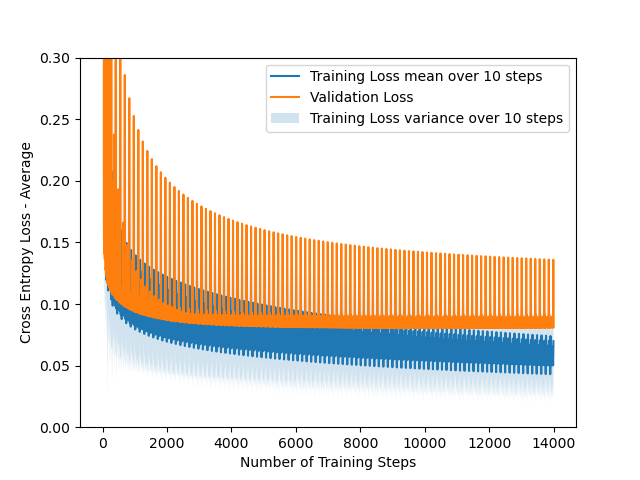 0.30
0.25
0.20
0.15
0.10
0.05
0.00
Cross Entropy Loss - Average
Training Loss mean over 10 steps
Validation Loss
Training Loss variance over 10 steps
0 2000 4000 6000 8000 10000 12000 14000
Number of Training Steps